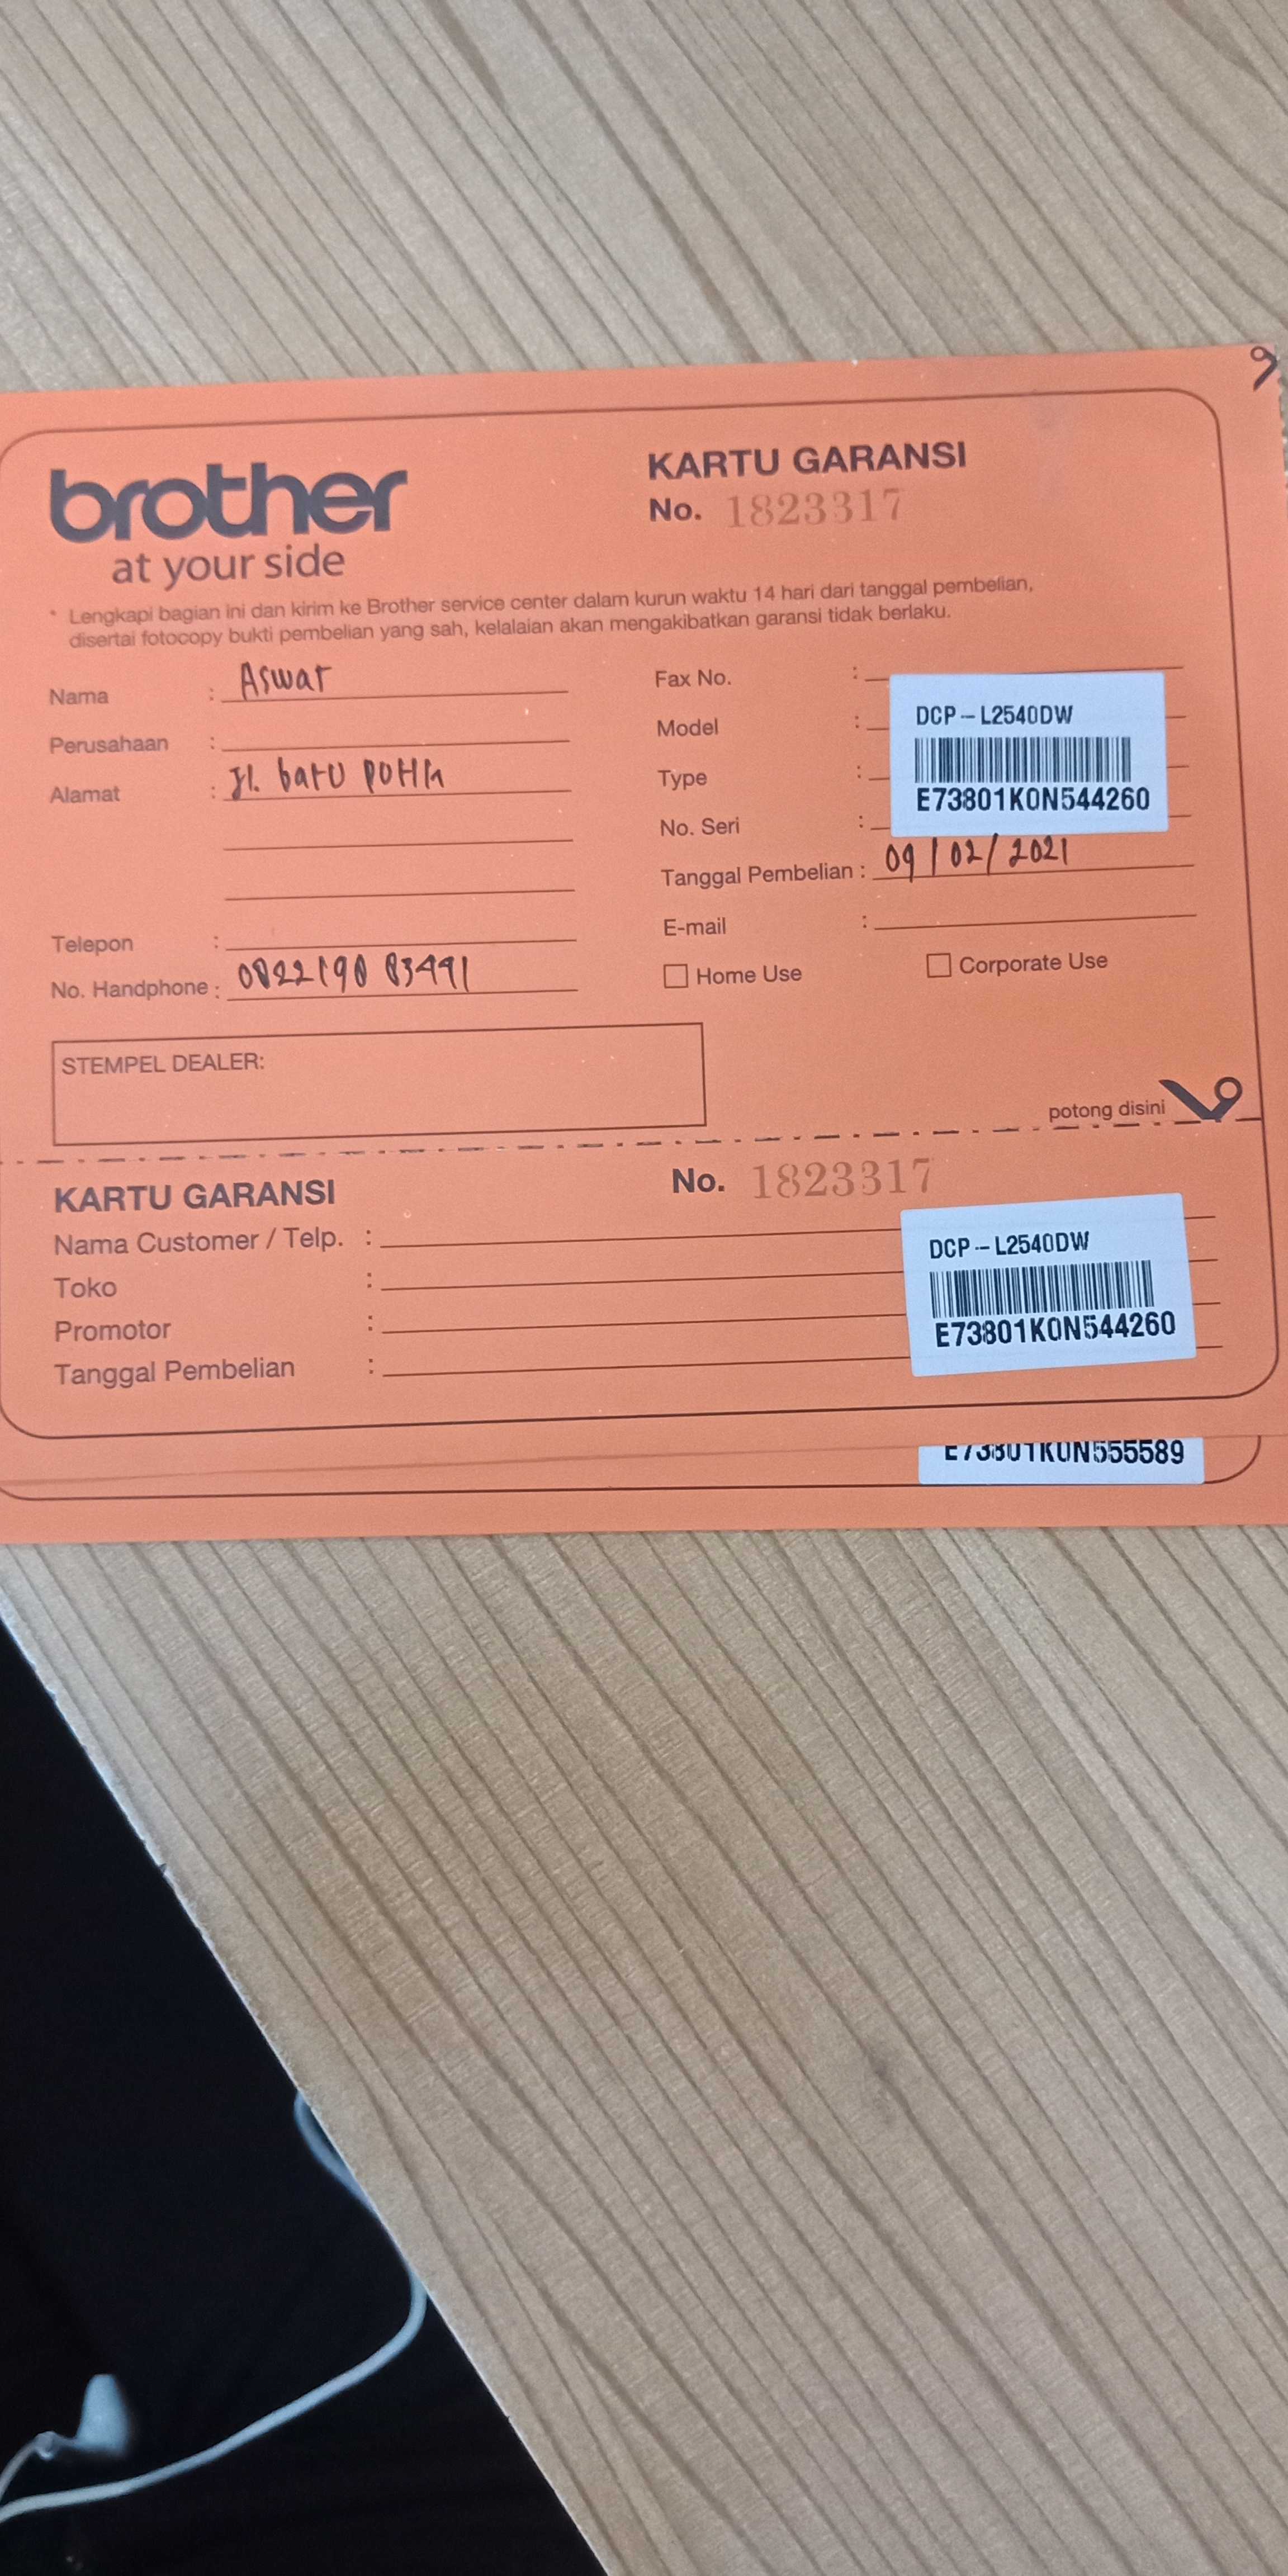 brother
at your side
KARTU GARANSI
No. 1823317
* Lengkapi bagian ini dan kirim ke Brother service center dalam kurun waktu 14 hari dari tanggal pembelian,
disertai fotocopy bukti pembelian yang sah, kelalaian akan mengakibatkan garansi tidak berlaku.
Nama : Aswar
Perusahaan :
Alamat : Jl. batu
Telepon :
No. Handphone : 0822190 83491
Fax No. :
Model :
Type :
No. Seri :
DCP-L2540DW
E73801K0N544260
Tanggal Pembelian : 09/02/2021
E-mail :
Home Use
Corporate Use
STEMPEL DEALER:
potong disini
KARTU GARANSI
No. 1823317
Nama Customer / Telp. :
Toko :
Promotor :
Tanggal Pembelian :
DCP-L2540DW
E73801K0N544260
E73801K0N555589